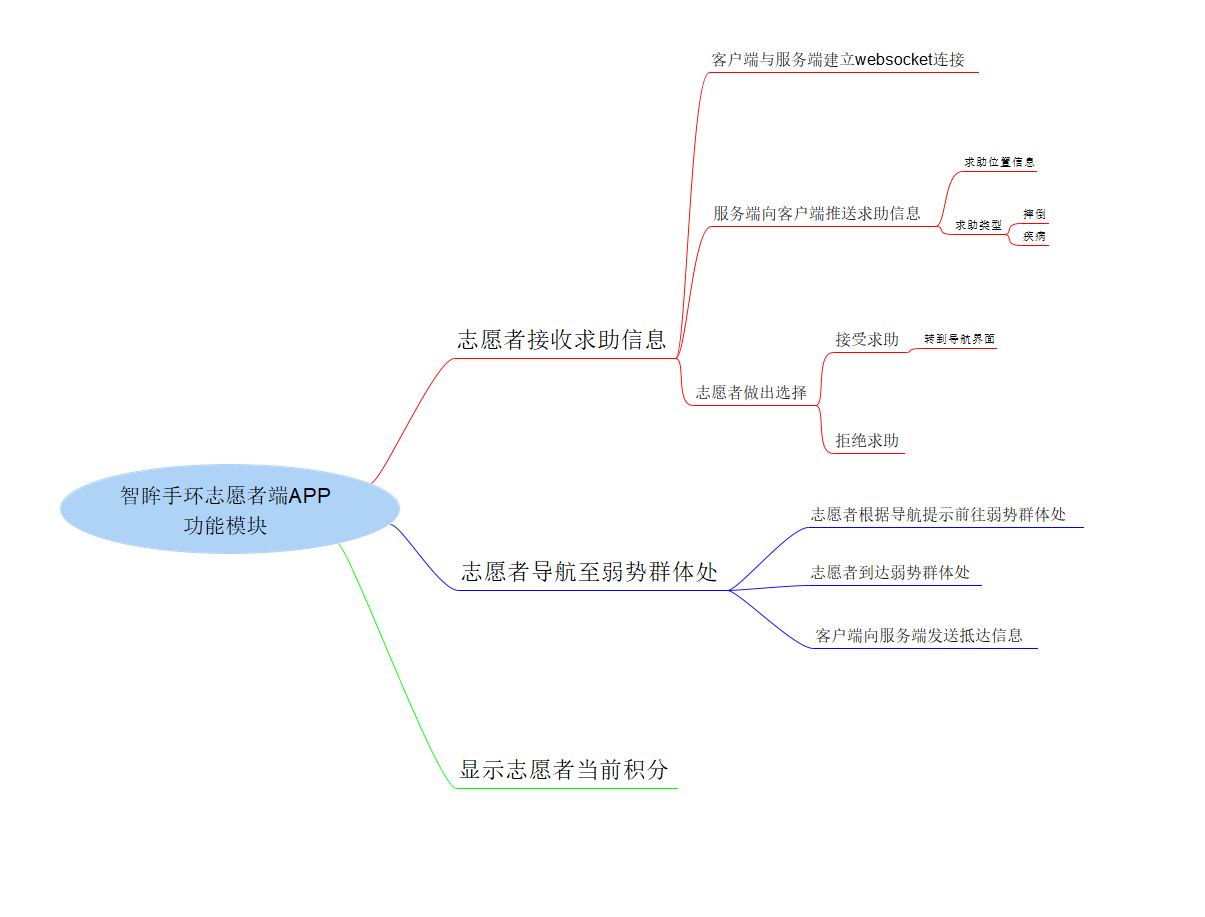 智眸手环志愿者端APP
功能模块
志愿者接收求助信息
客户端与服务端建立websocket连接
服务端向客户端推送求助信息
求助位置信息
求助类型
摔倒
疾病
志愿者做出选择
接受求助
转到导航界面
拒绝求助
志愿者导航至弱势群体处
志愿者根据导航提示前往弱势群体处
志愿者到达弱势群体处
客户端向服务端发送抵达信息
显示志愿者当前积分